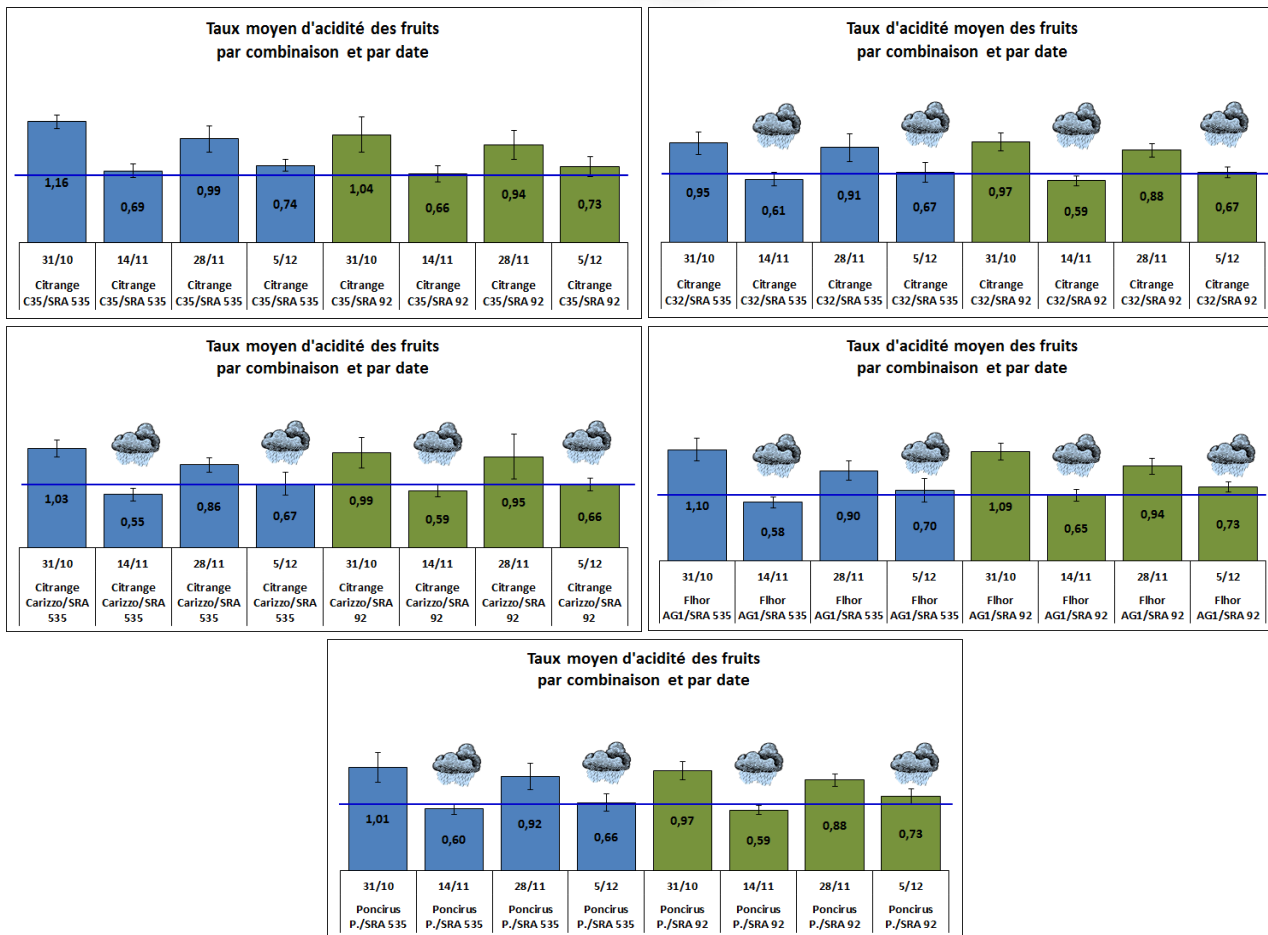 Taux moyen d'acidité des fruits
par combinaison et par date
1,16
0,69
0,99
0,74
1,04
0,66
0,94
0,73
31/10
14/11
28/11
5/12
31/10
14/11
28/11
5/12
Citrange
C35/SRA 535
Citrange
C35/SRA 535
Citrange
C35/SRA 535
Citrange
C35/SRA 535
Citrange
C35/SRA 92
Citrange
C35/SRA 92
Citrange
C35/SRA 92
Citrange
C35/SRA 92
Taux d'acidité moyen des fruits
par combinaison et par date
0,95
0,61
0,91
0,67
0,97
0,59
0,88
0,67
31/10
14/11
28/11
5/12
31/10
14/11
28/11
5/12
Citrange
C32/SRA 535
Citrange
C32/SRA 535
Citrange
C32/SRA 535
Citrange
C32/SRA 535
Citrange
C32/SRA 92
Citrange
C32/SRA 92
Citrange
C32/SRA 92
Citrange
C32/SRA 92
Taux moyen d'acidité des fruits
par combinaison et par date
1,03
0,55
0,86
0,67
0,99
0,59
0,95
0,66
31/10
14/11
28/11
5/12
31/10
14/11
28/11
5/12
Citrange
Carizzo/SRA
535
Citrange
Carizzo/SRA
535
Citrange
Carizzo/SRA
535
Citrange
Carizzo/SRA
535
Citrange
Carizzo/SRA
92
Citrange
Carizzo/SRA
92
Citrange
Carizzo/SRA
92
Citrange
Carizzo/SRA
92
Taux d'acidité moyen des fruits
par combinaison et par date
1,10
0,58
0,90
0,70
1,09
0,65
0,94
0,73
31/10
14/11
28/11
5/12
31/10
14/11
28/11
5/12
Flhor
AG1/SRA 535
Flhor
AG1/SRA 535
Flhor
AG1/SRA 535
Flhor
AG1/SRA 535
Flhor
AG1/SRA 92
Flhor
AG1/SRA 92
Flhor
AG1/SRA 92
Flhor
AG1/SRA 92
Taux moyen d'acidité des fruits
par combinaison et par date
1,01
0,60
0,92
0,66
0,97
0,59
0,88
0,73
31/10
14/11
28/11
5/12
31/10
14/11
28/11
5/12
Poncirus
P./SRA 535
Poncirus
P./SRA 535
Poncirus
P./SRA 535
Poncirus
P./SRA 535
Poncirus
P./SRA 92
Poncirus
P./SRA 92
Poncirus
P./SRA 92
Poncirus
P./SRA 92